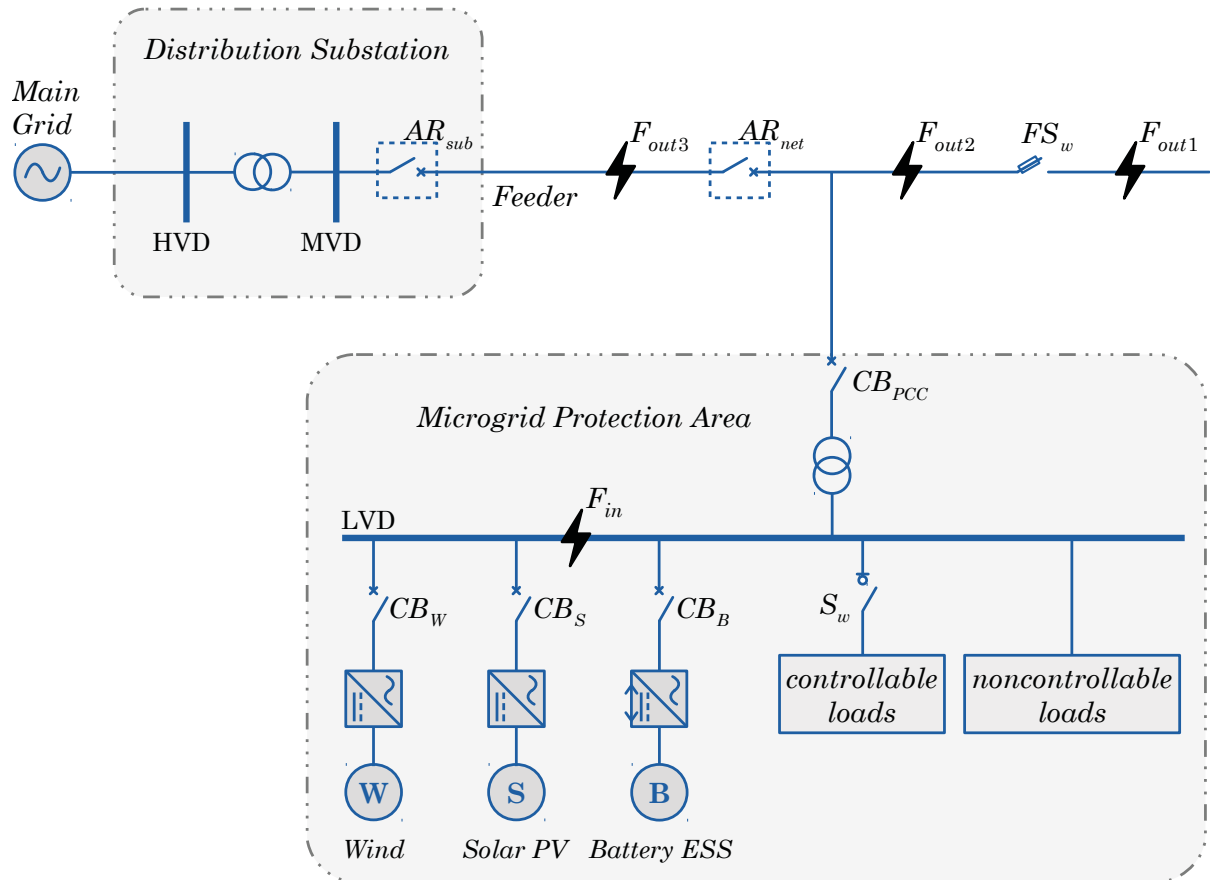 Distribution Substation
Main
Grid
AR_sub
F_out3
AR_net
F_out2
FS_w
F_out1
Feeder
HVD
MVD
CB_PCC
Microgrid Protection Area
F_in
LVD
CB_W
CB_S
CB_B
S_w
controllable
loads
noncontrollable
loads
W
S
B
Wind
Solar PV
Battery ESS